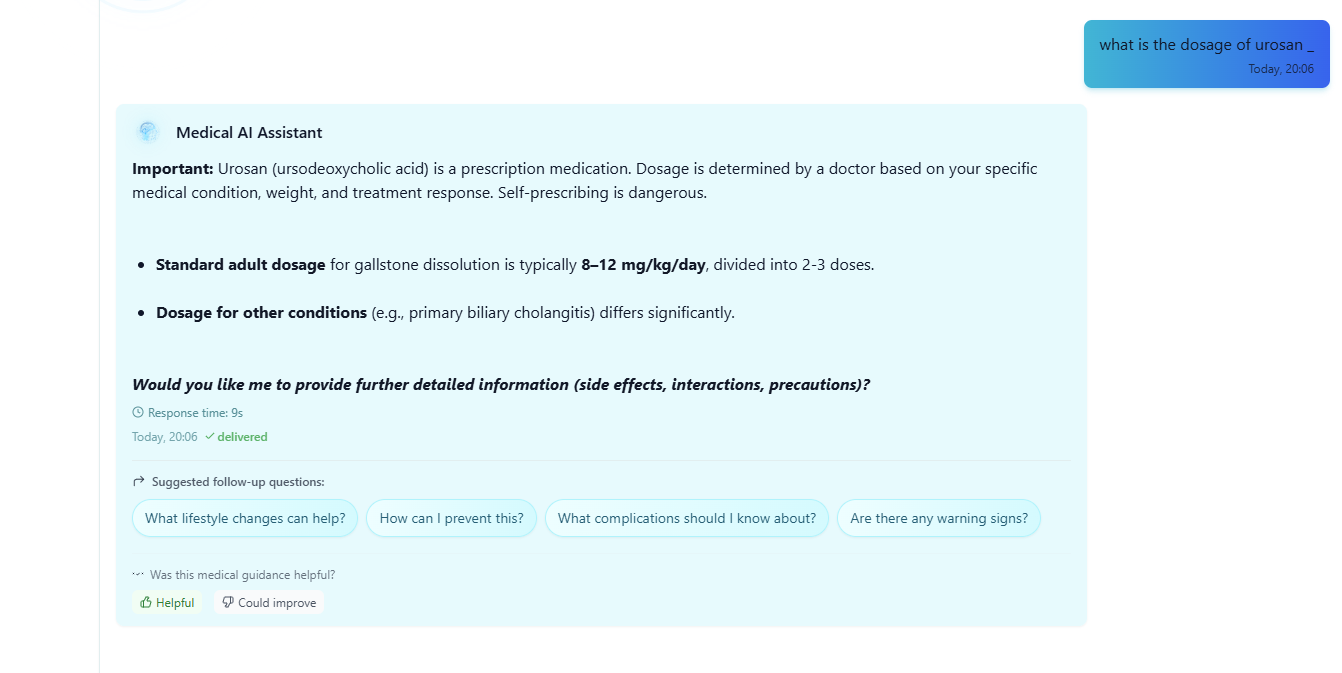 what is the dosage of urosan _
Today, 20:06
Medical AI Assistant
Important: Urosan (ursodeoxycholic acid) is a prescription medication. Dosage is determined by a doctor based on your specific
medical condition, weight, and treatment response. Self-prescribing is dangerous.
• Standard adult dosage for gallstone dissolution is typically 8–12 mg/kg/day, divided into 2-3 doses.
• Dosage for other conditions (e.g., primary biliary cholangitis) differs significantly.
Would you like me to provide further detailed information (side effects, interactions, precautions)?
Response time: 9s
Today, 20:06 ✓ delivered
Suggested follow-up questions:
What lifestyle changes can help? How can I prevent this? What complications should I know about? Are there any warning signs?
Was this medical guidance helpful?
Helpful Could improve